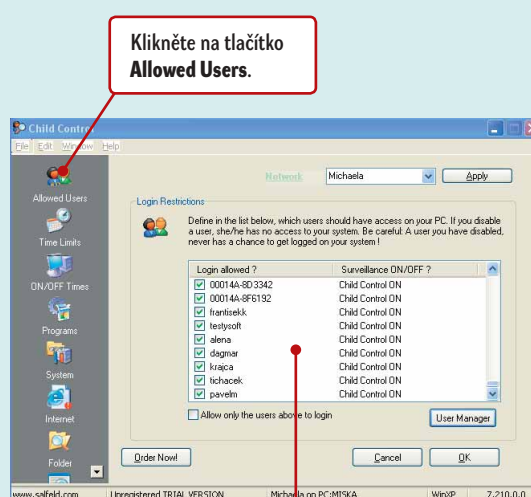 Klikněte na tlačítko
Allowed Users.
Child Control
File Edit Window Help
Network Michaela Apply
Allowed Users
Time Limits
ON/OFF Times
Programs
System
Internet
Folder
Login Restrictions
Define in the list below, which users should have access on your PC. If you disable
a user, she/he has no access to your system. Be careful: A user you have disabled,
never has a chance to get logged on your system !
Login allowed ? Surveillance ON/OFF ?
00014A-8D3342 Child Control ON
00014A-8F6192 Child Control ON
frantisekk Child Control ON
testysoft Child Control ON
alena Child Control ON
dagmar Child Control ON
krajca Child Control ON
tichacek Child Control ON
pavelm Child Control ON
Allow only the users above to login
User Manager
Order Now! Cancel OK
www.salfeld.com Unregistered TRIAL VERSION Michaela on PC:MISKA WinXP 7.210.0.0